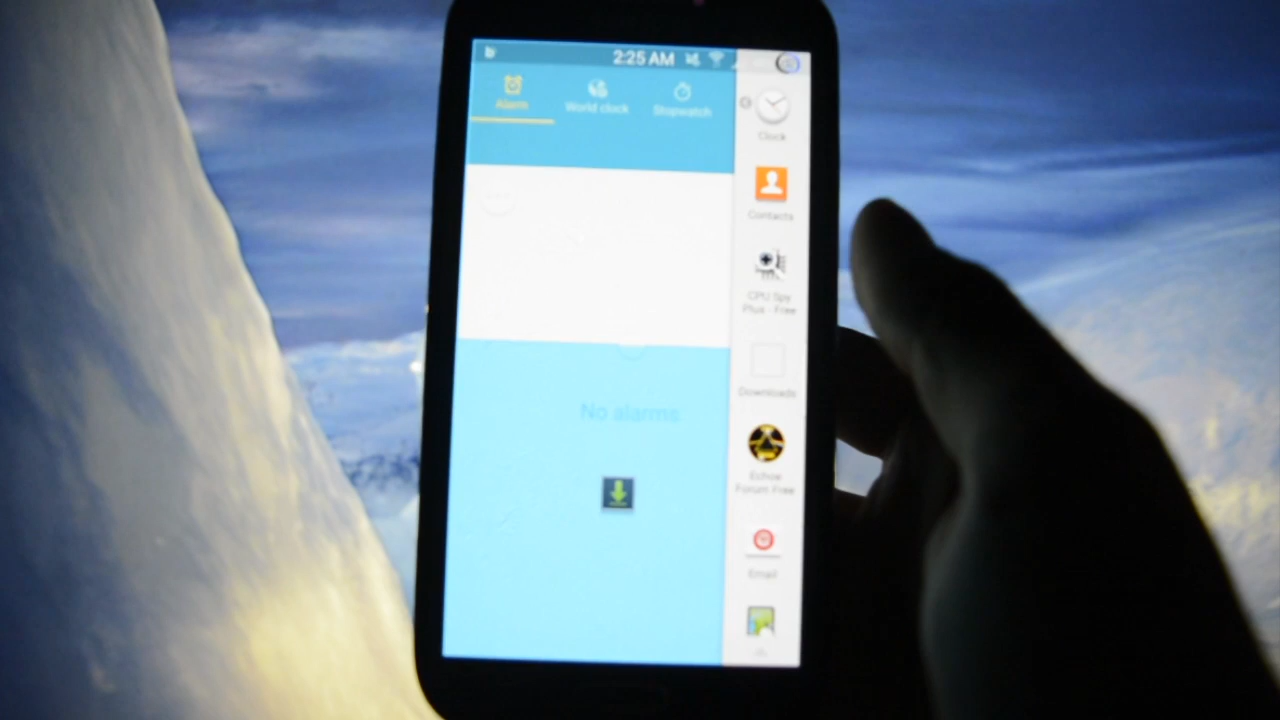 2:25 AM
Alarm
World clock
Stopwatch
Clock
Contacts
CPU Spy
Plus - Free
Downloads
No alarms
Forum Free
Email